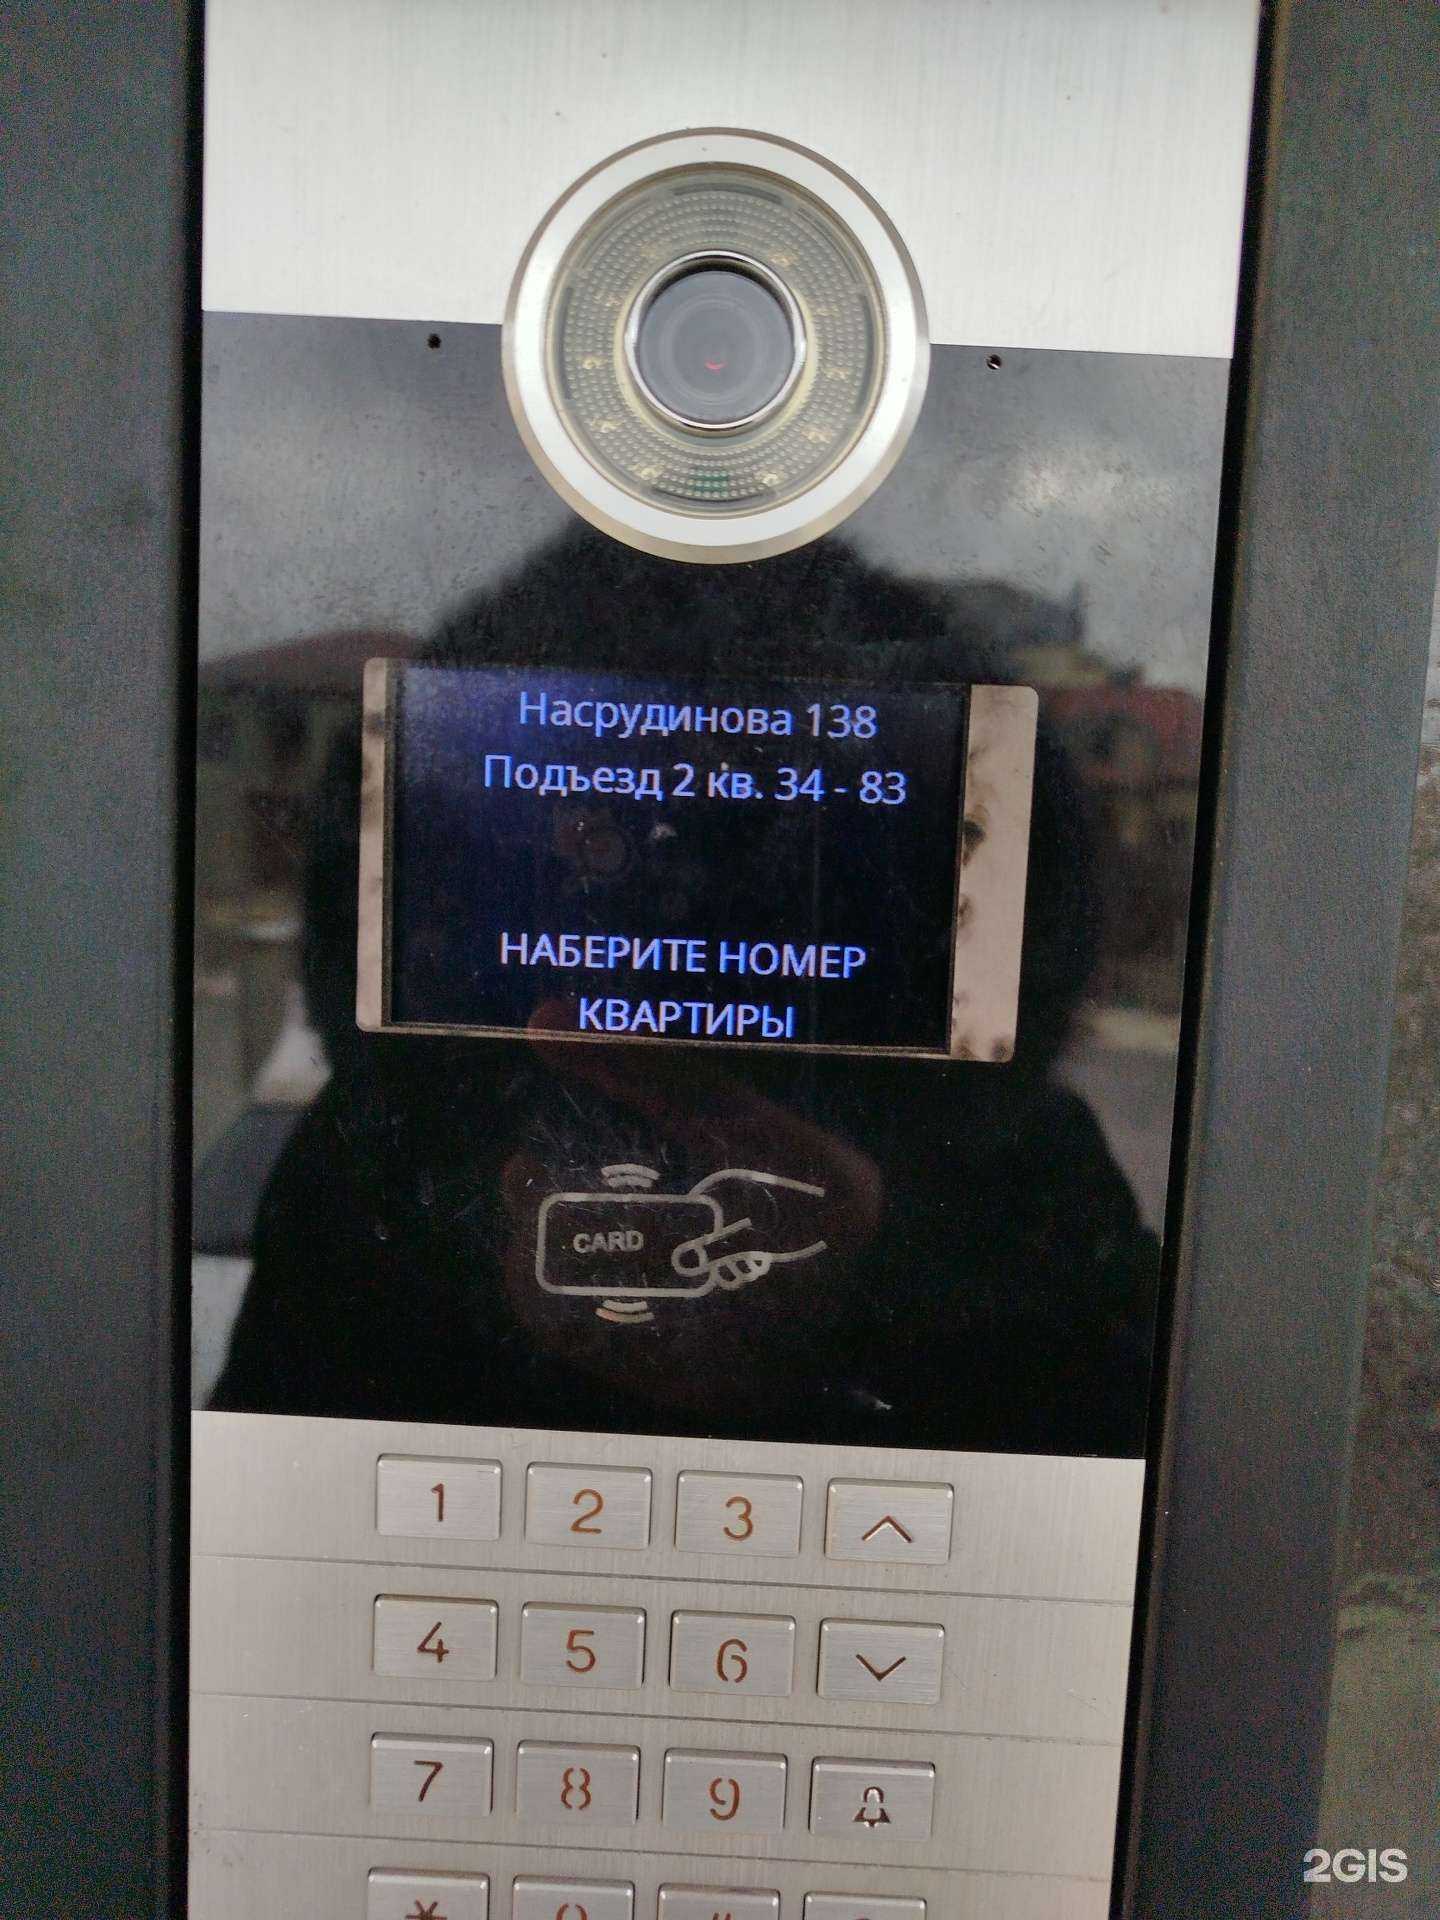 Насрудинова 138
Подъезд 2 кв. 34 - 83
НАБЕРИТЕ НОМЕР
КВАРТИРЫ
CARD
1 2 3
4 5 6
7 8 9
* 0 #
2GIS